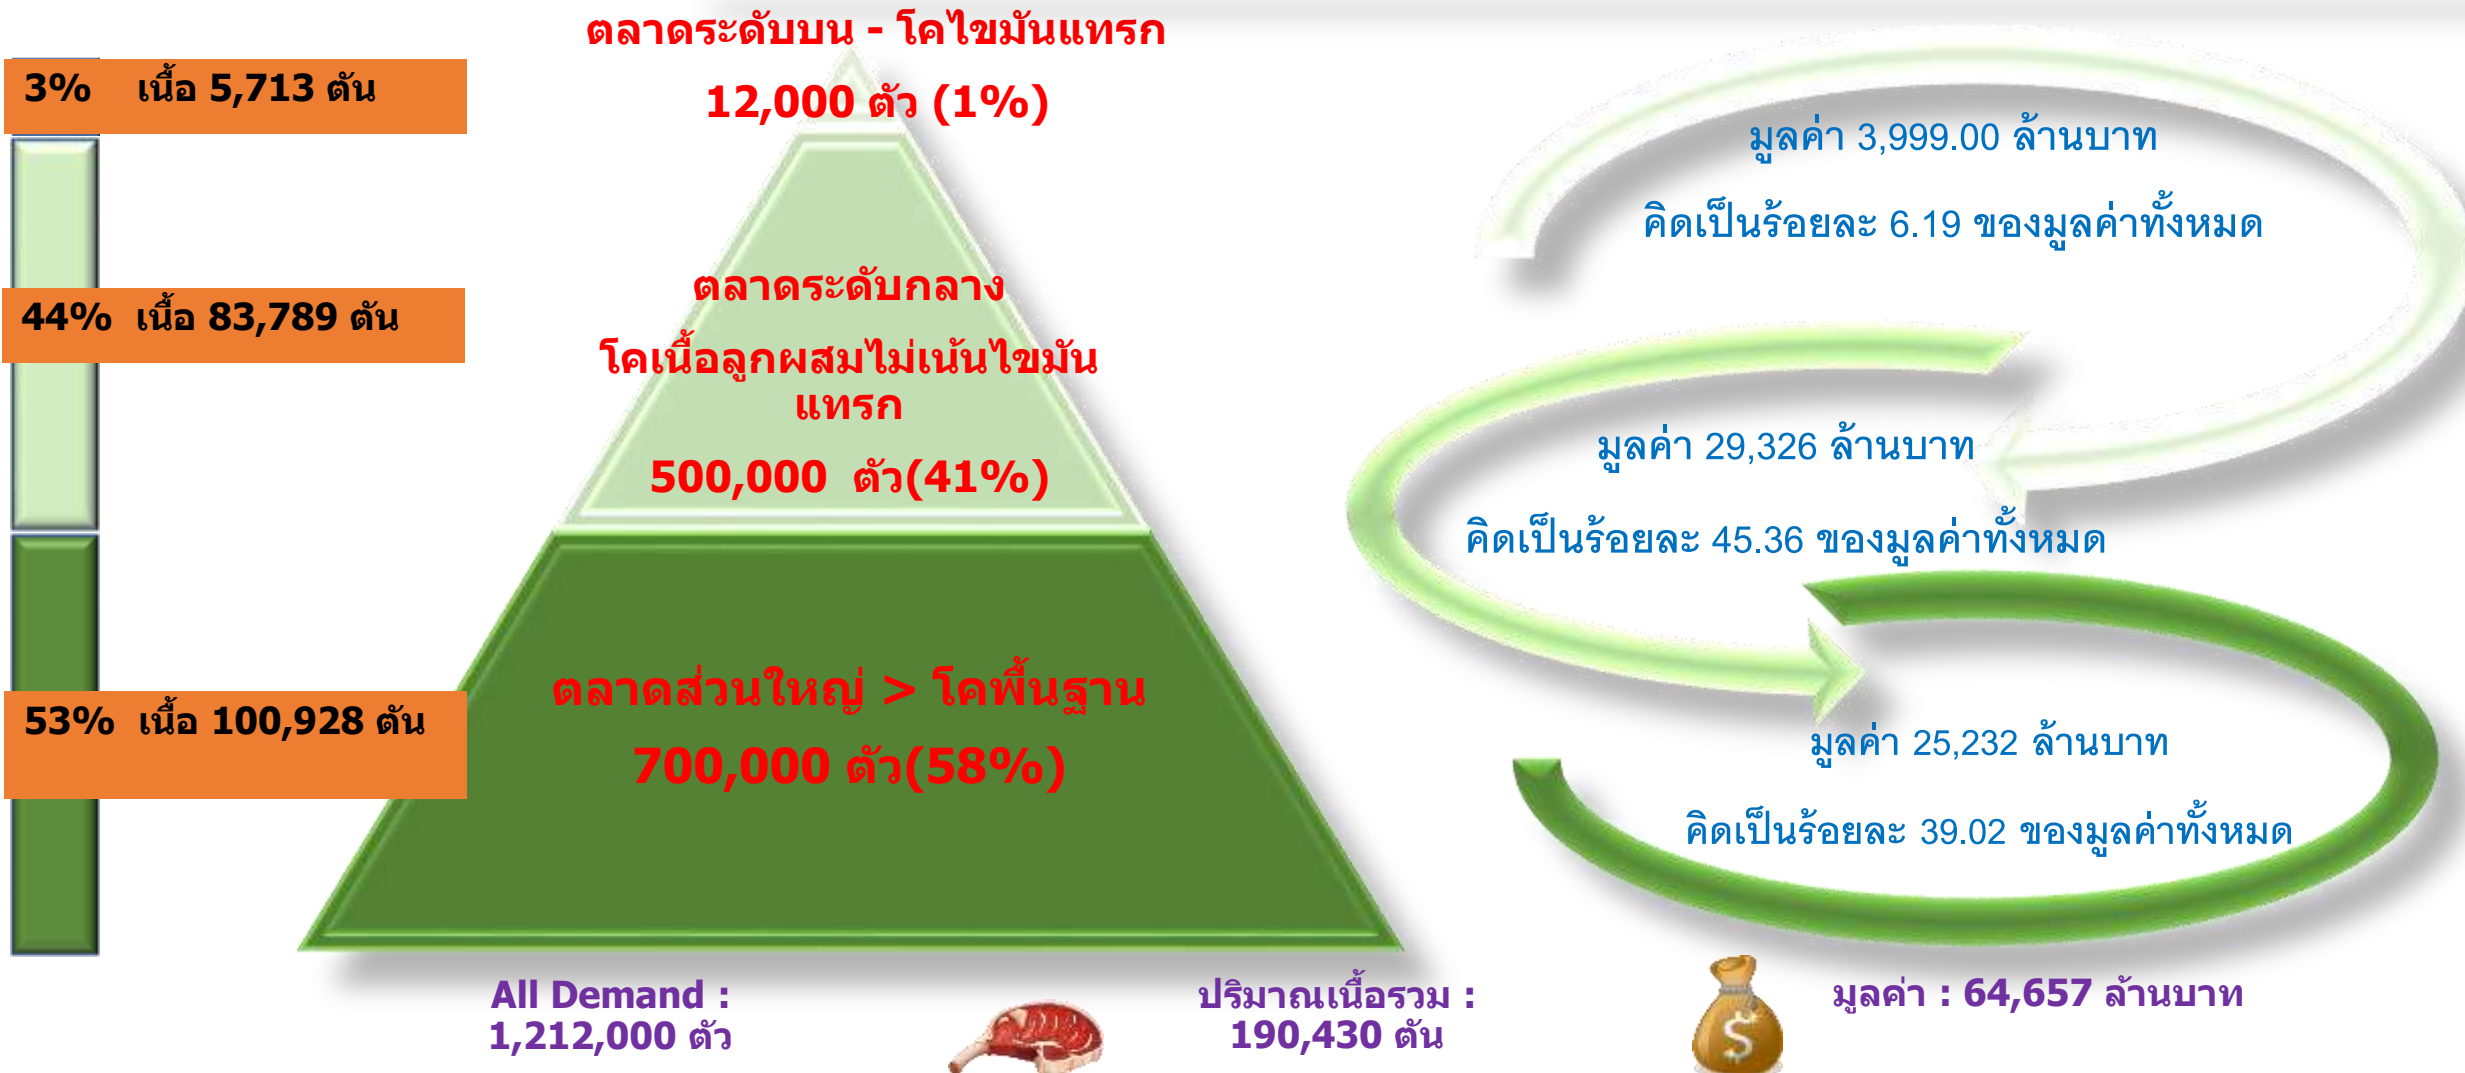 ตลาดระดับบน - โคไขมันแทรก
12,000 ตัว (1%)
3% เนื้อ 5,713 ตัน
มูลค่า 3,999.00 ล้านบาท
คิดเป็นร้อยละ 6.19 ของมูลค่าทั้งหมด
44% เนื้อ 83,789 ตัน
ตลาดระดับกลาง
โคเนื้อลูกผสมไม่เน้นไขมัน
แทรก
500,000 ตัว(41%)
มูลค่า 29,326 ล้านบาท
คิดเป็นร้อยละ 45.36 ของมูลค่าทั้งหมด
53% เนื้อ 100,928 ตัน
ตลาดส่วนใหญ่ > โคพื้นฐาน
700,000 ตัว(58%)
มูลค่า 25,232 ล้านบาท
คิดเป็นร้อยละ 39.02 ของมูลค่าทั้งหมด
All Demand :
1,212,000 ตัว
ปริมาณเนื้อรวม :
190,430 ตัน
$
มูลค่า : 64,657 ล้านบาท